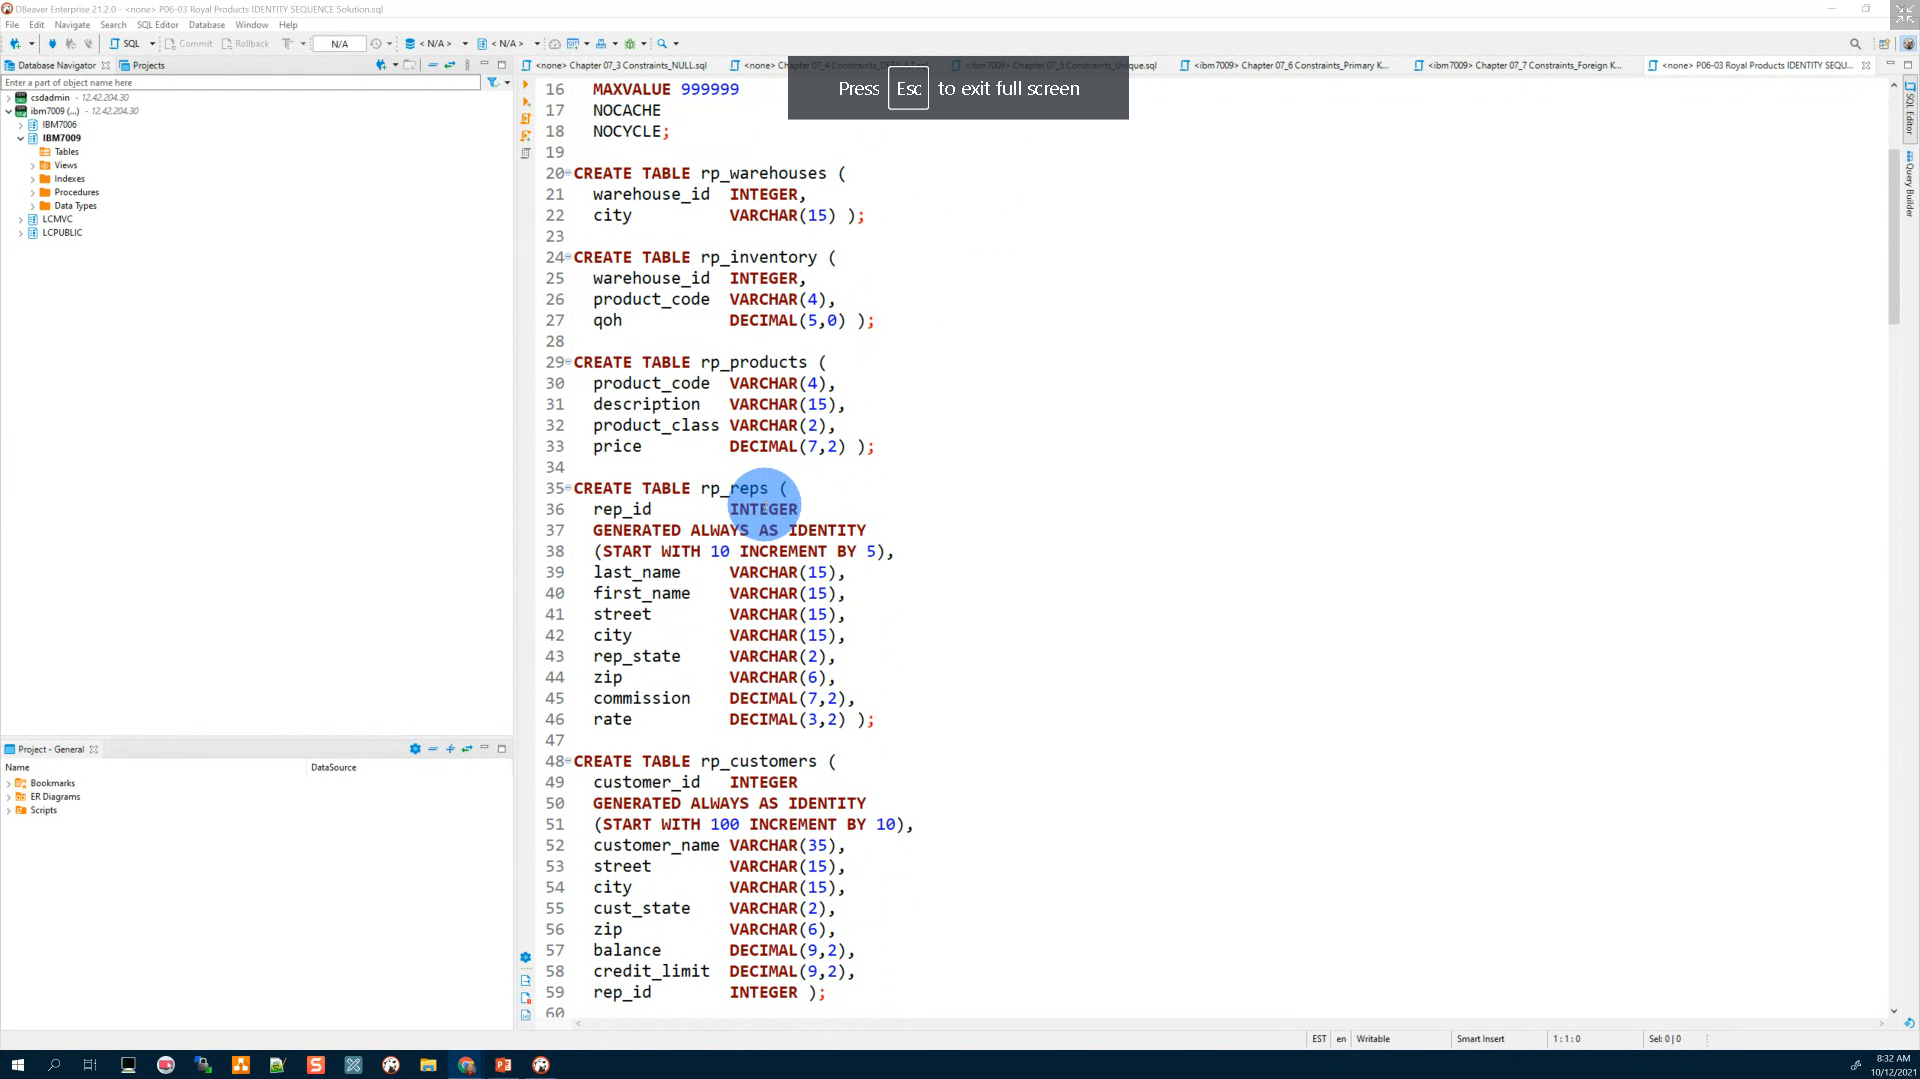 DBeaver Enterprise 21.2.0 - <none> P06-03 Royal Products IDENTITY SEQUENCE Solution.sql
File Edit Navigate Search SQL Editor Database Window Help
SQL Commit Rollback T N/A < N/A > < N/A >
Database Navigator Projects
Enter a part of object name here
csdadmin - 12.42.204.30
ibm7009 (...) - 12.42.204.30
IBM7006
IBM7009
Tables
Views
Indexes
Procedures
Data Types
LCMVC
LCPUBLIC
Project - General
Name DataSource
Bookmarks
ER Diagrams
Scripts
<none> Chapter 07_3 Constraints_NULL.sql <none> Chapter 07_4 Constraints_DEFAULT.sql <ibm7009> Chapter 07_5 Constraints_Unique.sql <ibm7009> Chapter 07_6 Constraints_Primary K... <ibm7009> Chapter 07_7 Constraints_Foreign K... <none> P06-03 Royal Products IDENTITY SEQU...
Press Esc to exit full screen
16 MAXVALUE 999999
17 NOCACHE
18 NOCYCLE;
19
20 CREATE TABLE rp_warehouses (
21 warehouse_id INTEGER,
22 city VARCHAR(15) );
23
24 CREATE TABLE rp_inventory (
25 warehouse_id INTEGER,
26 product_code VARCHAR(4),
27 qoh DECIMAL(5,0) );
28
29 CREATE TABLE rp_products (
30 product_code VARCHAR(4),
31 description VARCHAR(15),
32 product_class VARCHAR(2),
33 price DECIMAL(7,2) );
34
35 CREATE TABLE rp_reps (
36 rep_id INTEGER
37 GENERATED ALWAYS AS IDENTITY
38 (START WITH 10 INCREMENT BY 5),
39 last_name VARCHAR(15),
40 first_name VARCHAR(15),
41 street VARCHAR(15),
42 city VARCHAR(15),
43 rep_state VARCHAR(2),
44 zip VARCHAR(6),
45 commission DECIMAL(7,2),
46 rate DECIMAL(3,2) );
47
48 CREATE TABLE rp_customers (
49 customer_id INTEGER
50 GENERATED ALWAYS AS IDENTITY
51 (START WITH 100 INCREMENT BY 10),
52 customer_name VARCHAR(35),
53 street VARCHAR(15),
54 city VARCHAR(15),
55 cust_state VARCHAR(2),
56 zip VARCHAR(6),
57 balance DECIMAL(9,2),
58 credit_limit DECIMAL(9,2),
59 rep_id INTEGER );
60
SQL Editor
Query Builder
EST en Writable Smart Insert 1 : 1 : 0 Sel: 0 | 0
8:32 AM
10/12/2021